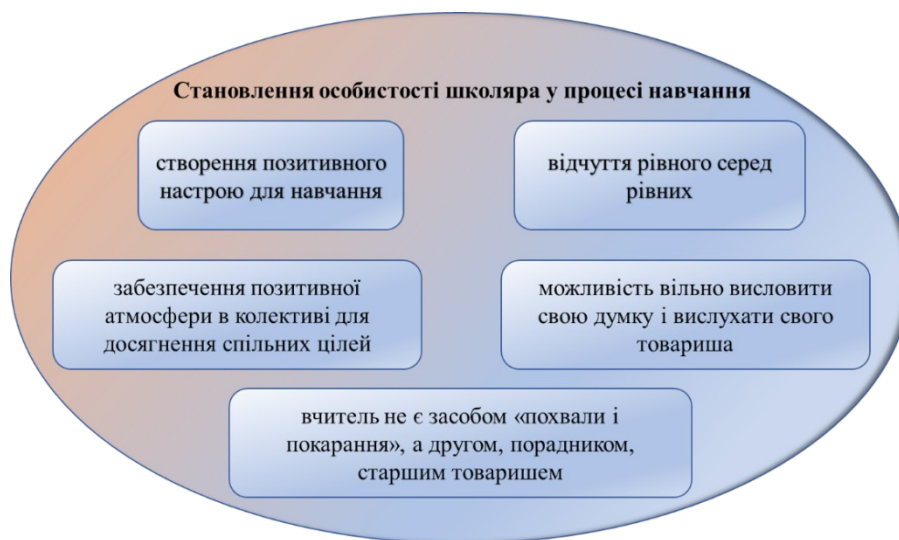 Становлення особистості школяра у процесі навчання
створення позитивного
настрою для навчання
відчуття рівного серед
рівних
забезпечення позитивної
атмосфери в колективі для
досягнення спільних цілей
можливість вільно висловити
свою думку і вислухати свого
товариша
вчитель не є засобом «похвали і
покарання», а другом, порадником,
старшим товаришем